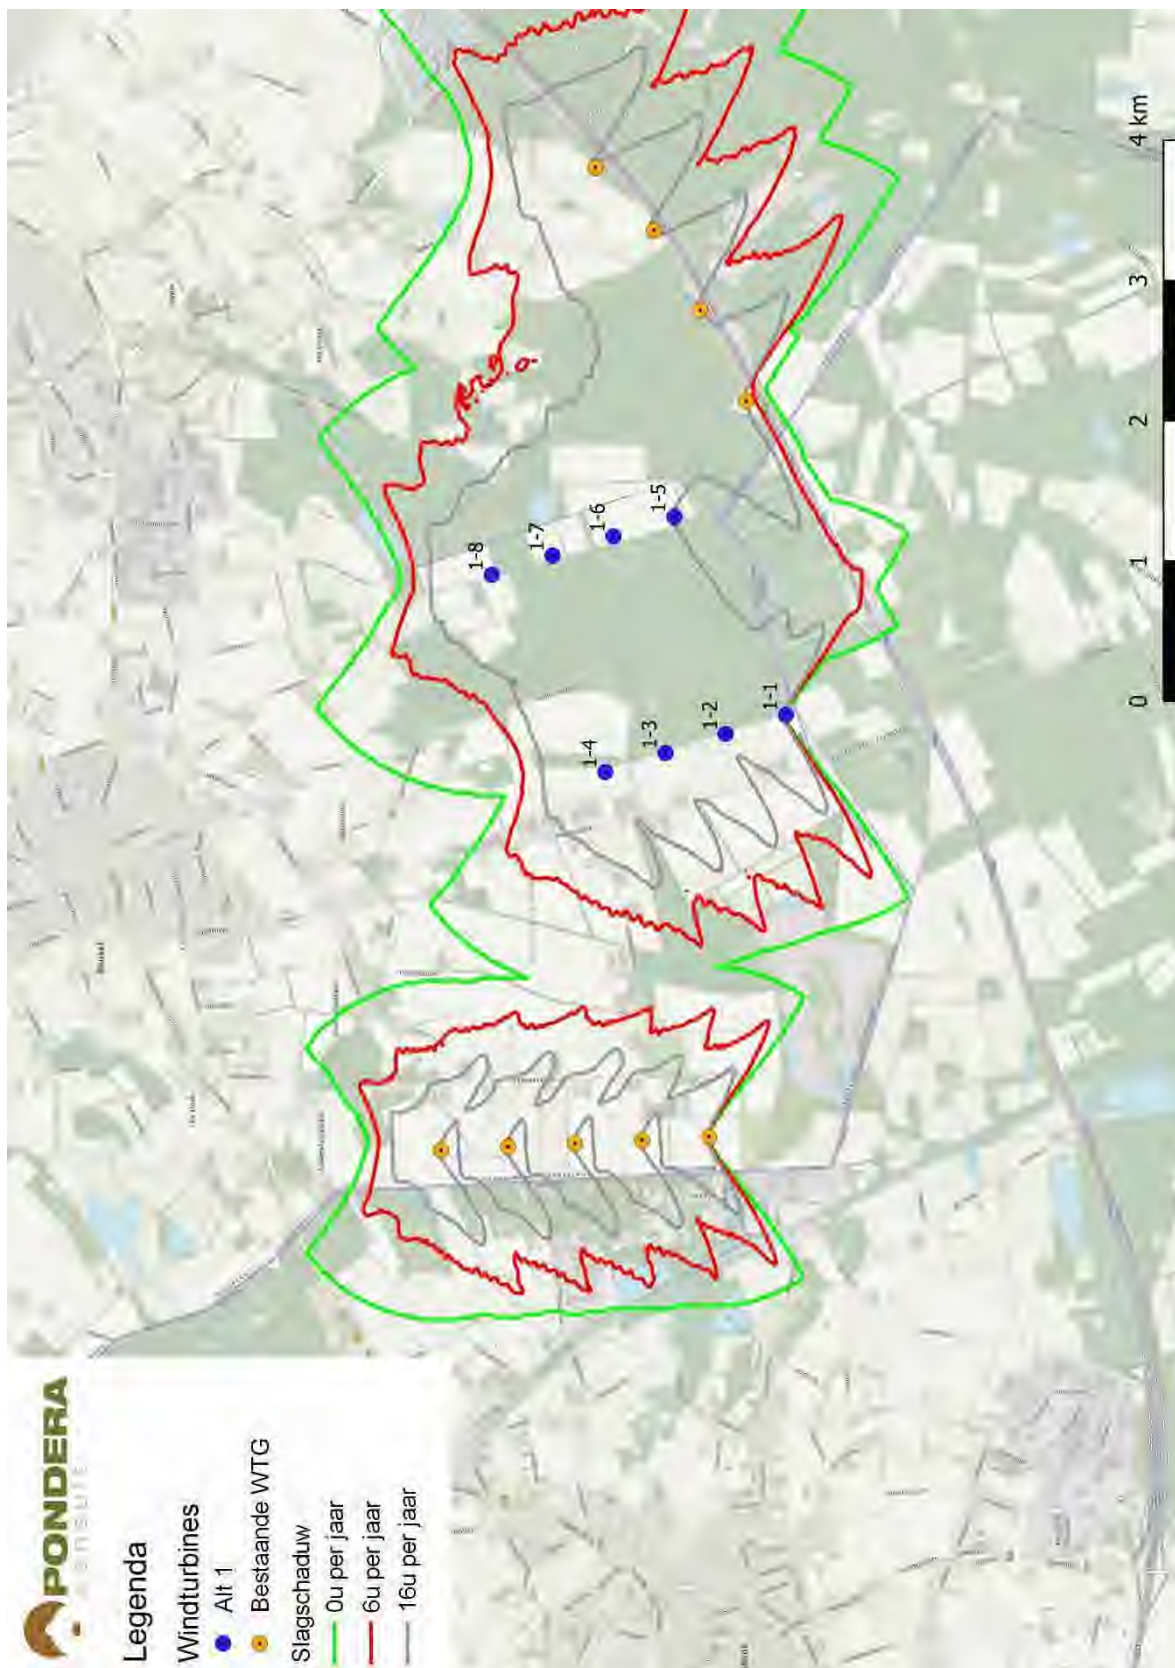 PONDERA
Consult
Legenda
Windturbines
Alt 1
Bestaande WTG
Slagschaduw
0u per jaar
6u per jaar
16u per jaar
1-8
1-7
1-6
1-5
1-4
1-3
1-2
1-1
0
1
2
3
4 km